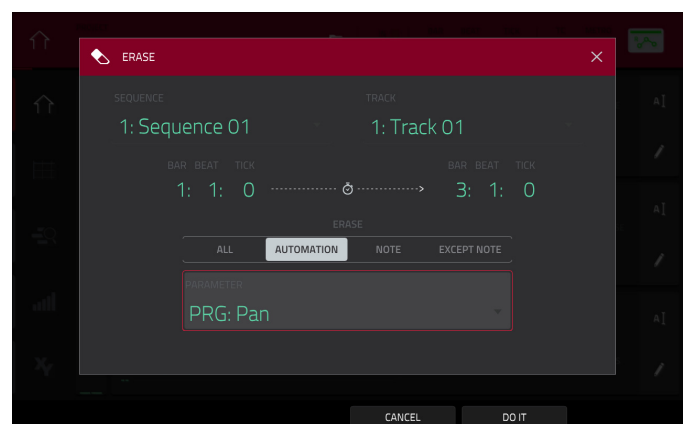 ERASE
SEQUENCE TRACK
1: Sequence 01 1: Track 01
BAR BEAT TICK BAR BEAT TICK
1: 1: 0 3: 1: 0
ERASE
ALL AUTOMATION NOTE EXCEPT NOTE
PARAMETER
PRG: Pan
CANCEL DO IT